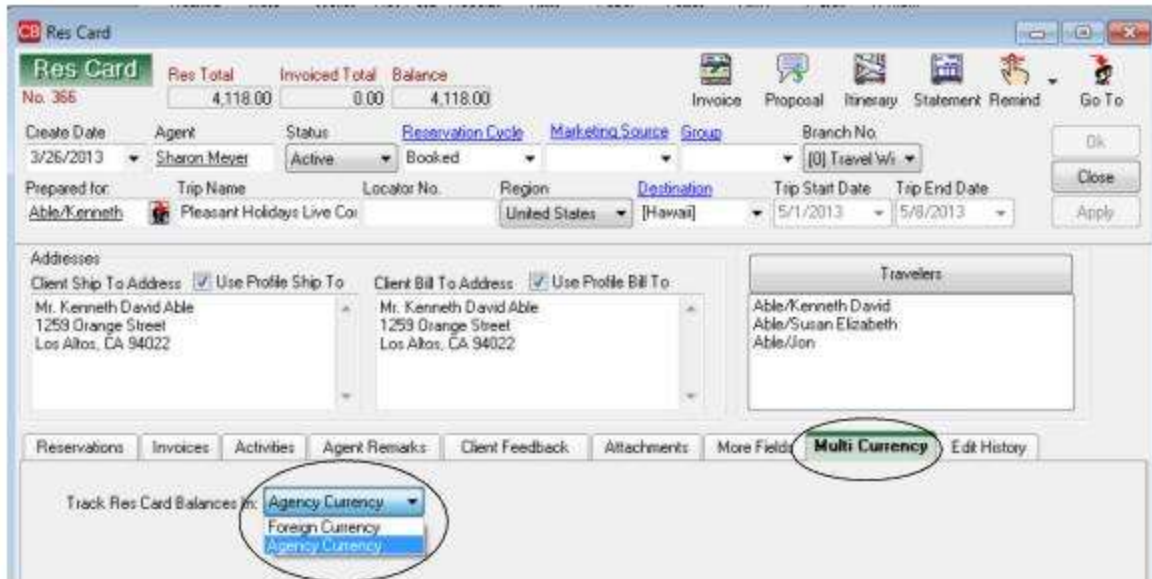 CB Res Card
Res Card
No. 366
Res Total Invoiced Total Balance
4,118.00 0.00 4,118.00
Invoice Proposal Itinerary Statement Remind Go To
Create Date Agent Status Reservation Cycle Marketing Source Group Branch No.
3/26/2013 Sharon Meyer Active Booked [0] Travel Wi
Ok
Close
Apply
Prepared for: Trip Name Locator No. Region Destination Trip Start Date Trip End Date
Able/Kenneth Pleasant Holidays Live Co United States [Hawaii] 5/1/2013 5/8/2013
Addresses
Client Ship To Address Use Profile Ship To Client Bill To Address Use Profile Bill To
Mr. Kenneth David Able
1259 Orange Street
Los Altos, CA 94022
Mr. Kenneth David Able
1259 Orange Street
Los Altos, CA 94022
Travelers
Able/Kenneth David
Able/Susan Elizabeth
Able/Jon
Reservations Invoices Activities Agent Remarks Client Feedback Attachments More Fields Multi Currency Edit History
Track Res Card Balances In: Agency Currency
Foreign Currency
Agency Currency